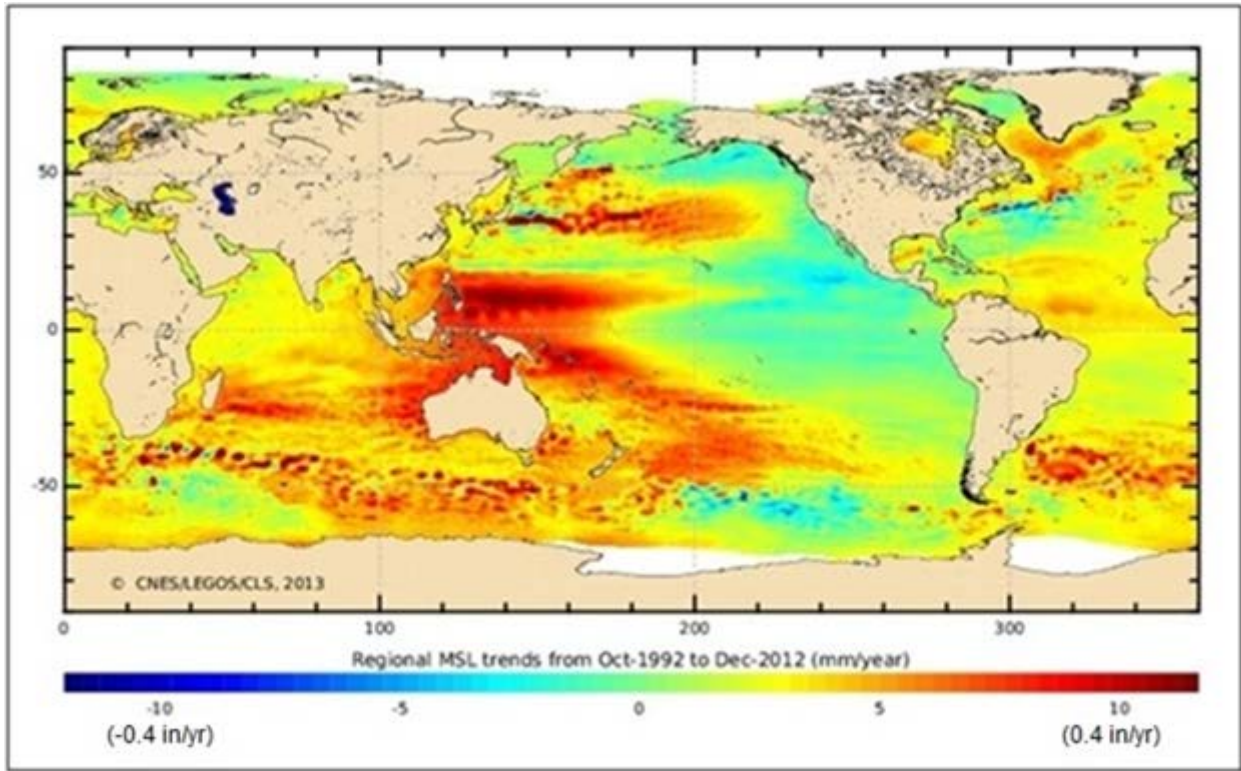 50
0
-50
© CNES/LEGOS/CLS, 2013
0 100 200 300
Regional MSL trends from Oct-1992 to Dec-2012 (mm/year)
-10 -5 0 5 10
(-0.4 in/yr) (0.4 in/yr)